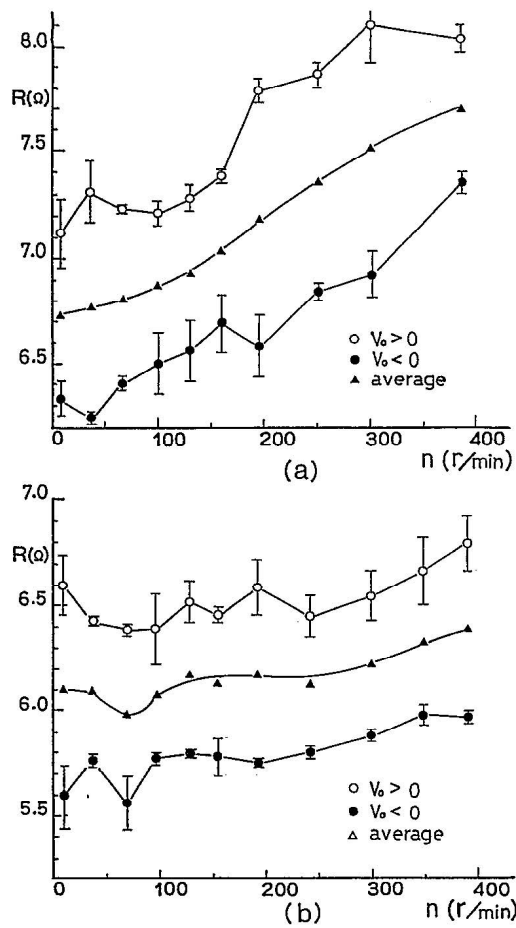 8.0
R(Ω)
7.5
7.0
6.5
○ V₀ > 0
● V₀ < 0
▲ average
0 100 200 300 400
(a) n (r/min)
7.0
R(Ω)
6.5
6.0
5.5
○ V₀ > 0
● V₀ < 0
△ average
0 100 200 300 400
(b) n (r/min)